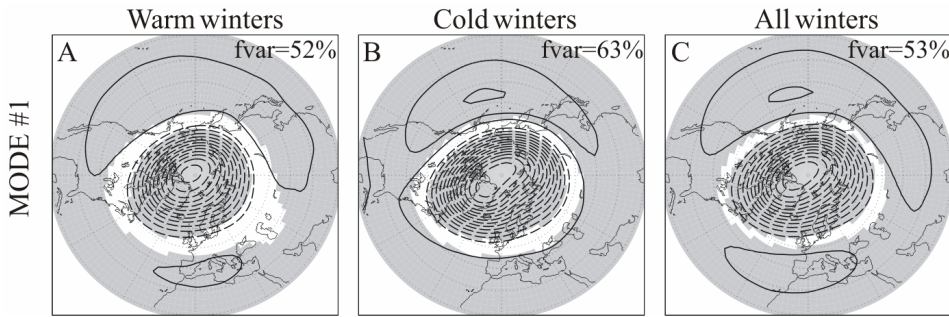 Warm winters
Cold winters
All winters
MODE #1
A
fvar=52%
B
fvar=63%
C
fvar=53%